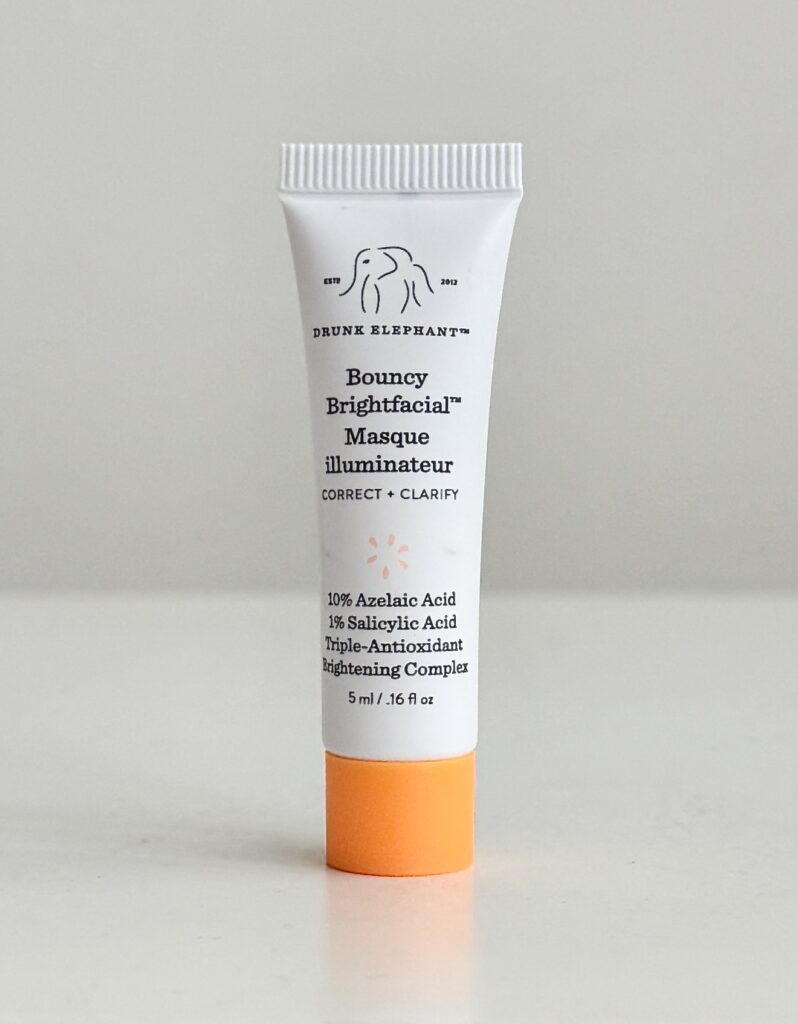 ESTD 2012
DRUNK ELEPHANT™
Bouncy
Brightfacial™
Masque
illuminateur
CORRECT + CLARIFY
10% Azelaic Acid
1% Salicylic Acid
Triple-Antioxidant
Brightening Complex
5 ml / .16 fl oz